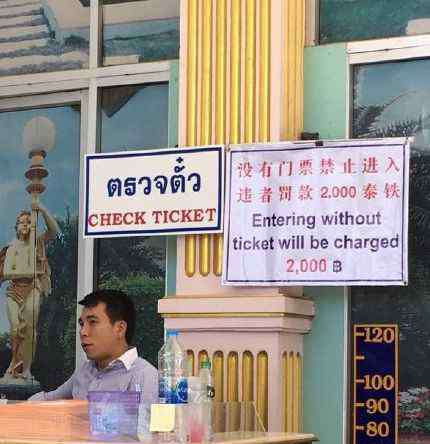 ตรวจตั๋ว
CHECK TICKET
没有门票禁止进入
违者罚款 2.000 泰铢
Entering without
ticket will be charged
2,000 ฿
120
100
90
80